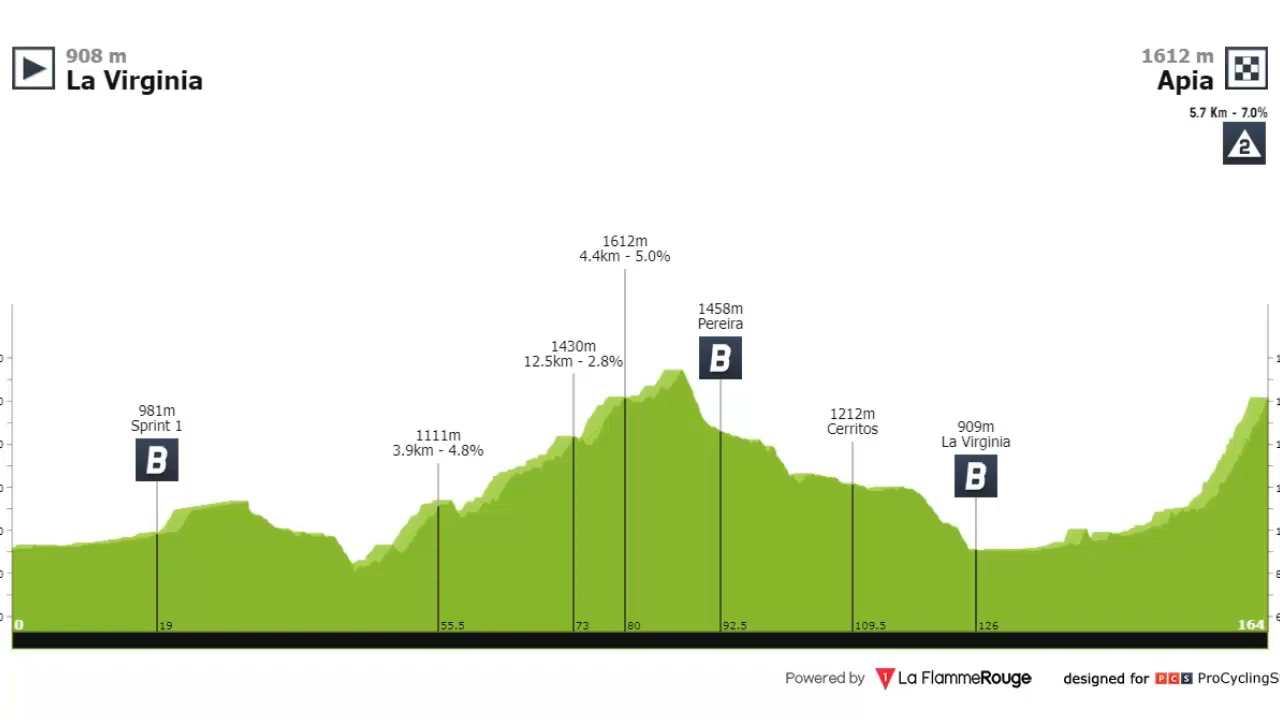 908 m
La Virginia
1612 m
Apia
5.7 Km - 7.0%
2
1612m
4.4km - 5.0%
1458m
Pereira
B
1430m
12.5km - 2.8%
981m
Sprint 1
B
1111m
3.9km - 4.8%
1212m
Cerritos
909m
La Virginia
B
0
19
55.5
73
80
92.5
109.5
126
164
Powered by La FlammeRouge designed for PCS ProCyclingS